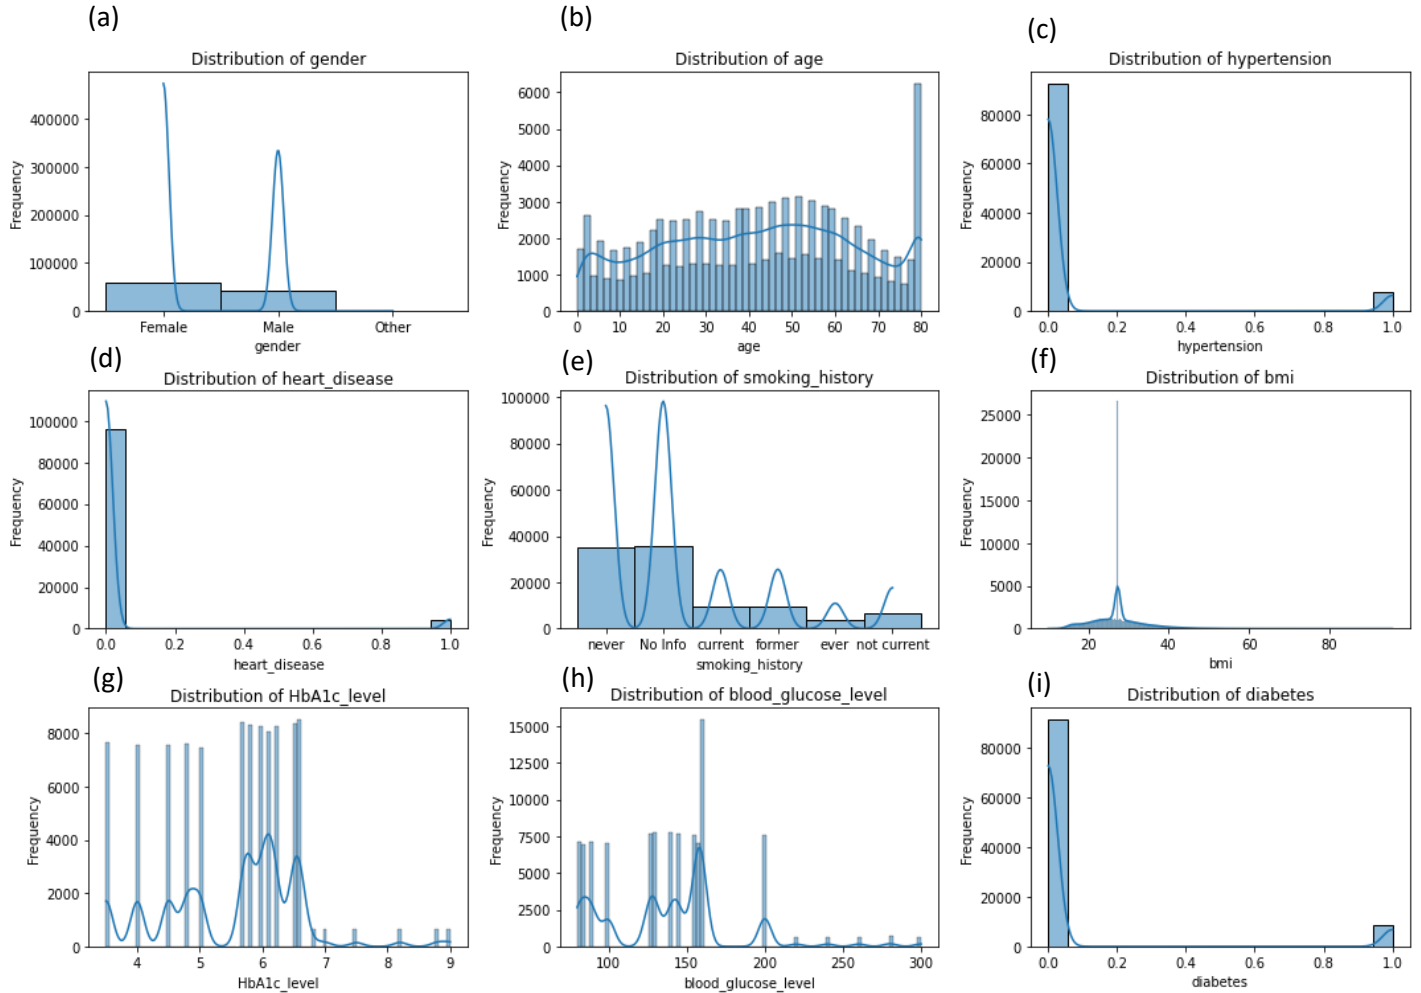 (a)
Distribution of gender
Frequency
400000
300000
200000
100000
0
Female Male Other
gender
(b)
Distribution of age
Frequency
6000
5000
4000
3000
2000
1000
0
0 10 20 30 40 50 60 70 80
age
(c)
Distribution of hypertension
Frequency
80000
60000
40000
20000
0
0.0 0.2 0.4 0.6 0.8 1.0
hypertension
(d)
Distribution of heart_disease
Frequency
100000
80000
60000
40000
20000
0
0.0 0.2 0.4 0.6 0.8 1.0
heart_disease
(e)
Distribution of smoking_history
Frequency
100000
80000
60000
40000
20000
0
never No Info current former ever not current
smoking_history
(f)
Distribution of bmi
Frequency
25000
20000
15000
10000
5000
0
20 40 60 80
bmi
(g)
Distribution of HbA1c_level
Frequency
8000
6000
4000
2000
0
4 5 6 7 8 9
HbA1c_level
(h)
Distribution of blood_glucose_level
Frequency
15000
12500
10000
7500
5000
2500
0
100 150 200 250 300
blood_glucose_level
(i)
Distribution of diabetes
Frequency
80000
60000
40000
20000
0
0.0 0.2 0.4 0.6 0.8 1.0
diabetes